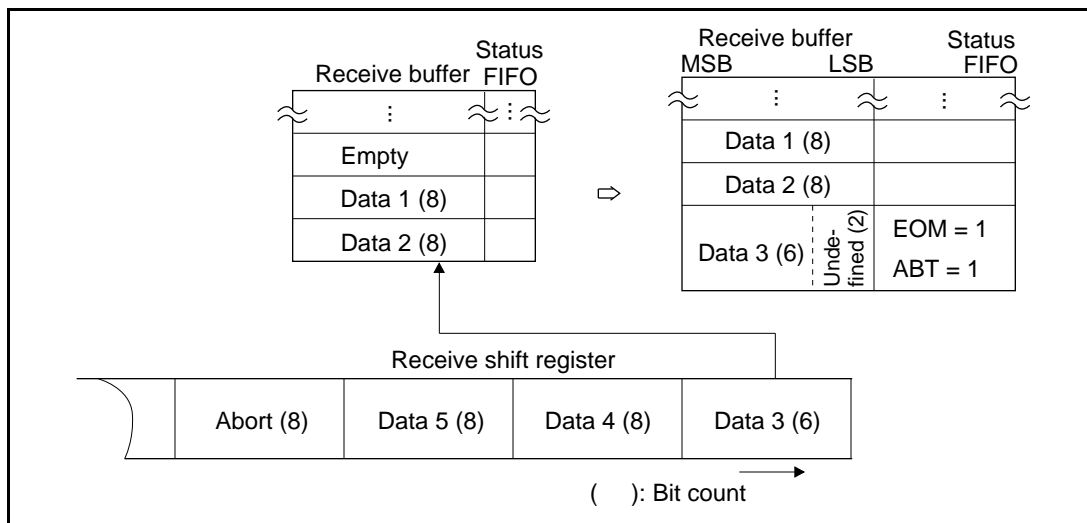 Receive buffer
Status
FIFO
⋮
⋮
Empty
Data 1 (8)
Data 2 (8)
⇨
Receive buffer
MSB
LSB
Status
FIFO
⋮
⋮
Data 1 (8)
Data 2 (8)
Data 3 (6)
Unde-
fined (2)
EOM = 1
ABT = 1
Receive shift register
Abort (8)
Data 5 (8)
Data 4 (8)
Data 3 (6)
( ): Bit count